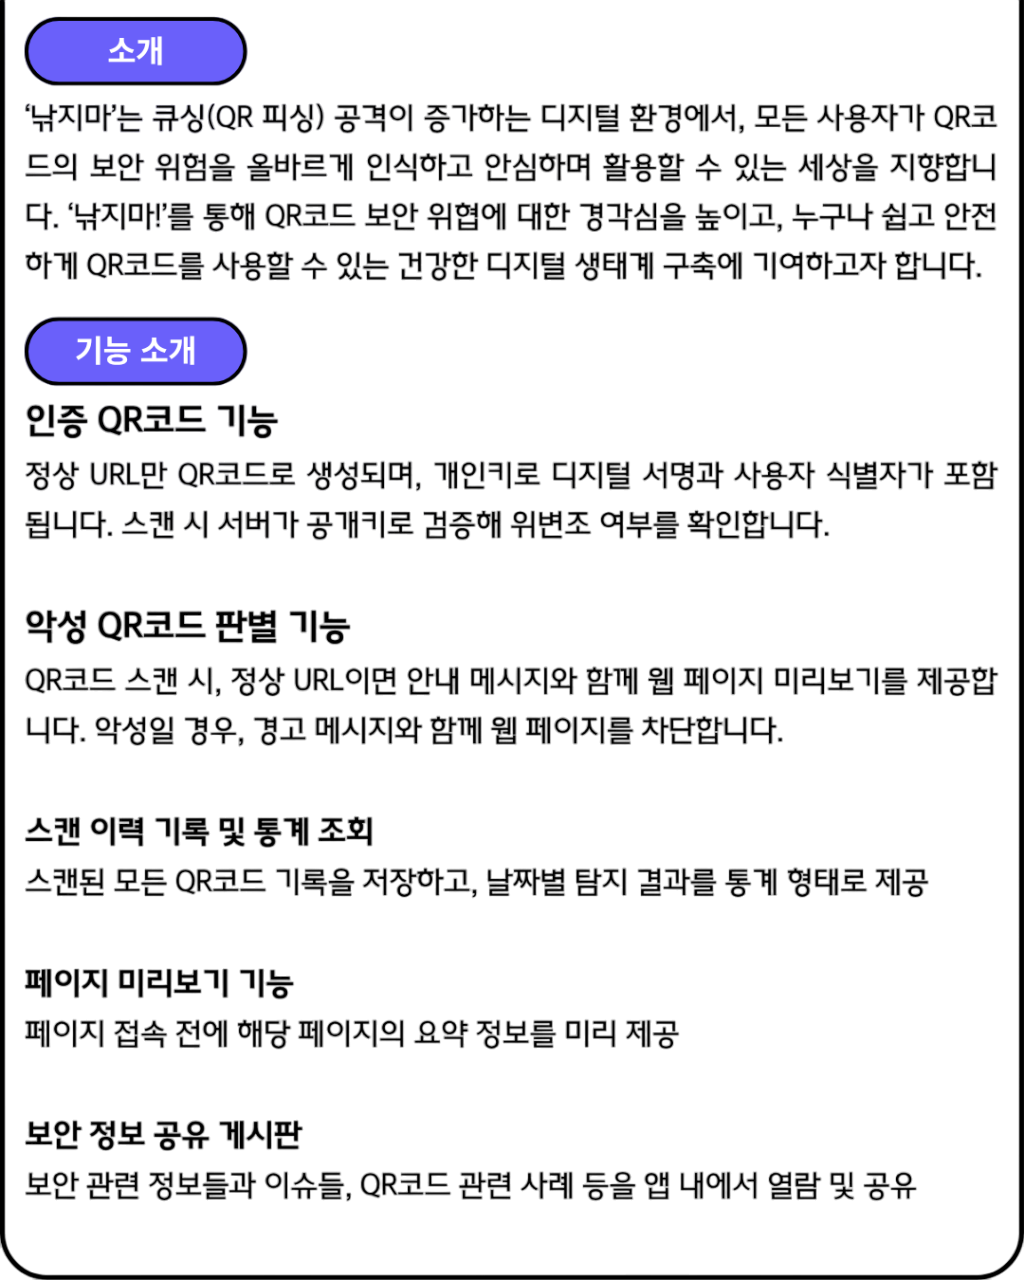 소개
‘낚지마’는 큐싱(QR 피싱) 공격이 증가하는 디지털 환경에서, 모든 사용자가 QR코
드의 보안 위험을 올바르게 인식하고 안심하며 활용할 수 있는 세상을 지향합니
다. ‘낚지마!’를 통해 QR코드 보안 위협에 대한 경각심을 높이고, 누구나 쉽고 안전
하게 QR코드를 사용할 수 있는 건강한 디지털 생태계 구축에 기여하고자 합니다.
기능 소개
인증 QR코드 기능
정상 URL만 QR코드로 생성되며, 개인키로 디지털 서명과 사용자 식별자가 포함
됩니다. 스캔 시 서버가 공개키로 검증해 위변조 여부를 확인합니다.
악성 QR코드 판별 기능
QR코드 스캔 시, 정상 URL이면 안내 메시지와 함께 웹 페이지 미리보기를 제공합
니다. 악성일 경우, 경고 메시지와 함께 웹 페이지를 차단합니다.
스캔 이력 기록 및 통계 조회
스캔된 모든 QR코드 기록을 저장하고, 날짜별 탐지 결과를 통계 형태로 제공
페이지 미리보기 기능
페이지 접속 전에 해당 페이지의 요약 정보를 미리 제공
보안 정보 공유 게시판
보안 관련 정보들과 이슈들, QR코드 관련 사례 등을 앱 내에서 열람 및 공유